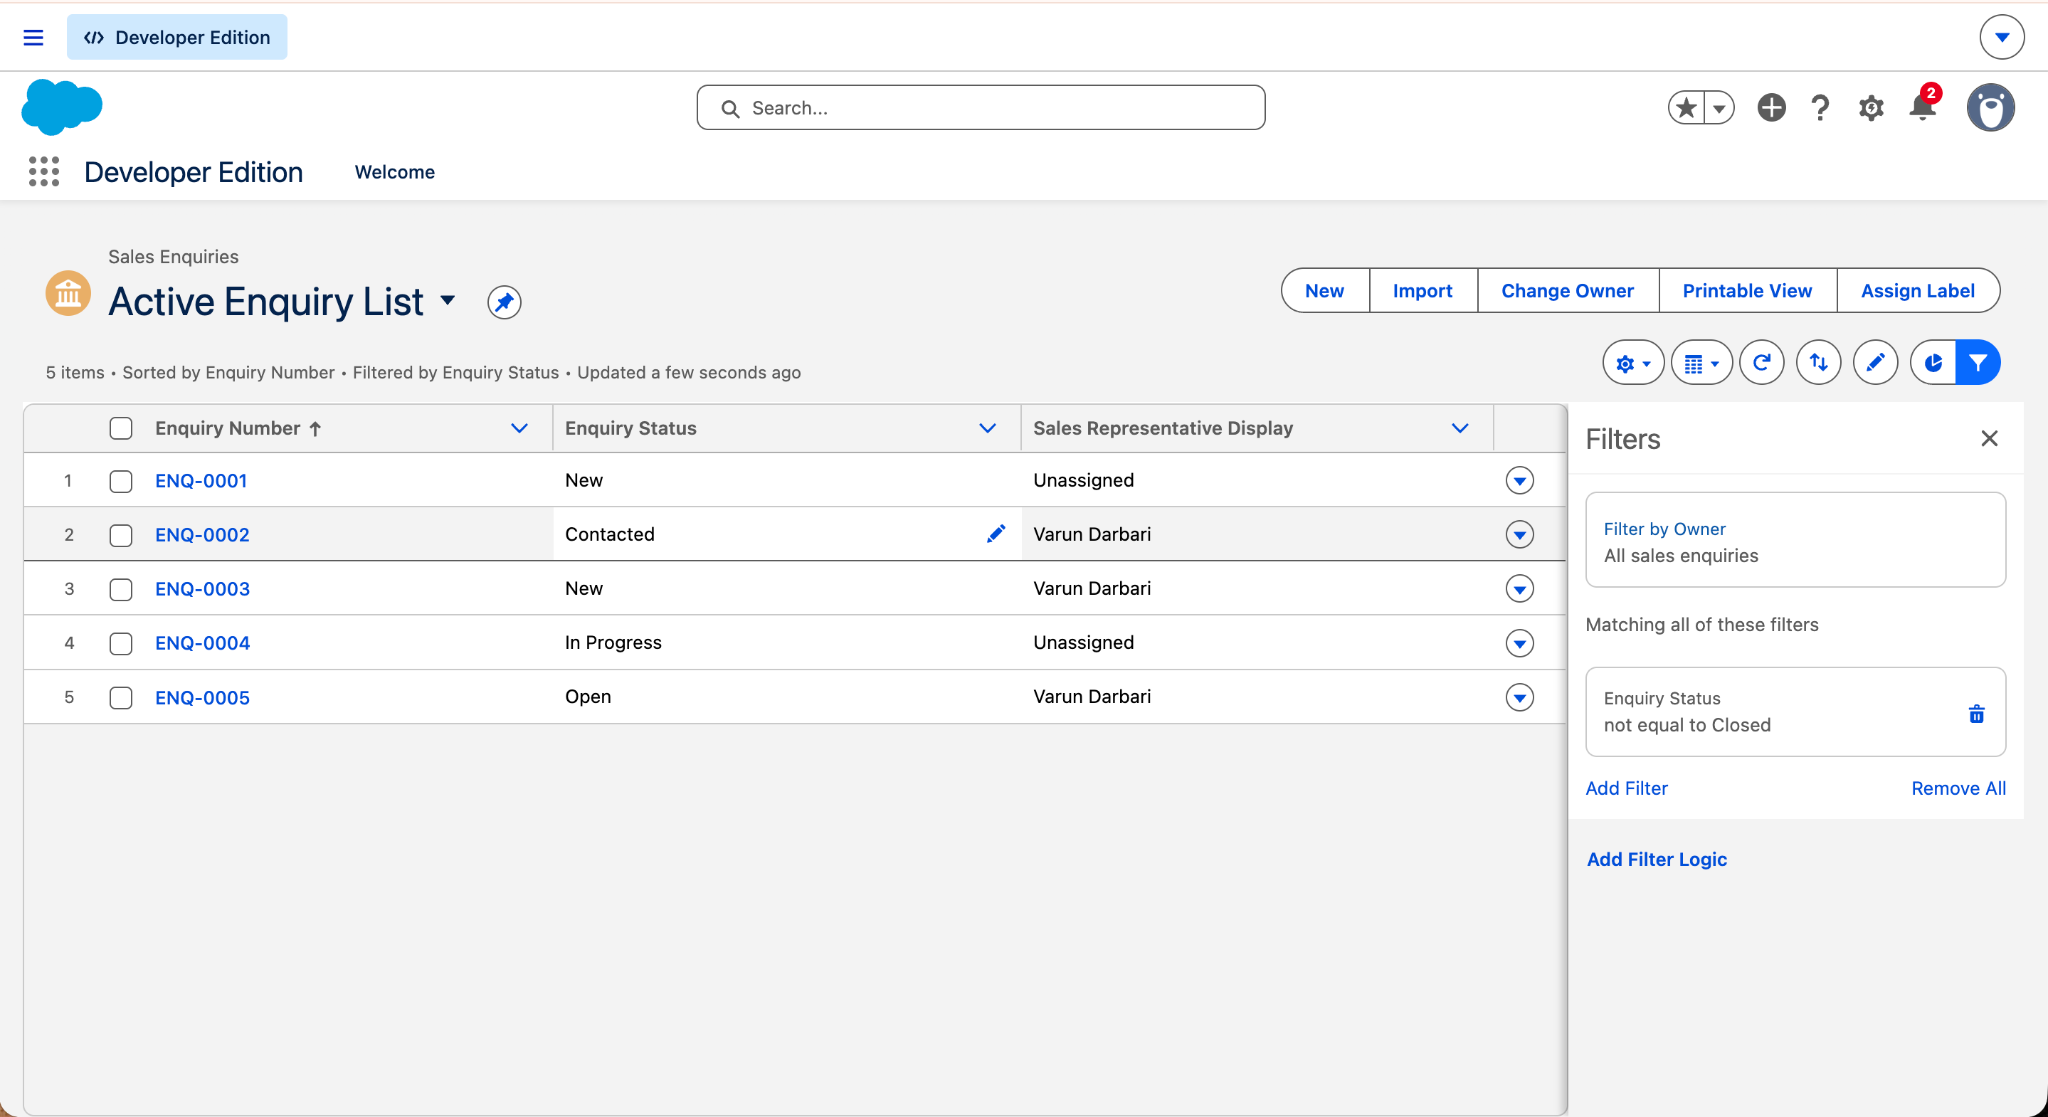 Developer Edition
Search...
2
Developer Edition
Welcome
Sales Enquiries
Active Enquiry List
New
Import
Change Owner
Printable View
Assign Label
5 items • Sorted by Enquiry Number • Filtered by Enquiry Status • Updated a few seconds ago
Enquiry Number
Enquiry Status
Sales Representative Display
1 ENQ-0001 New Unassigned
2 ENQ-0002 Contacted Varun Darbari
3 ENQ-0003 New Varun Darbari
4 ENQ-0004 In Progress Unassigned
5 ENQ-0005 Open Varun Darbari
Filters
Filter by Owner
All sales enquiries
Matching all of these filters
Enquiry Status
not equal to Closed
Add Filter
Remove All
Add Filter Logic